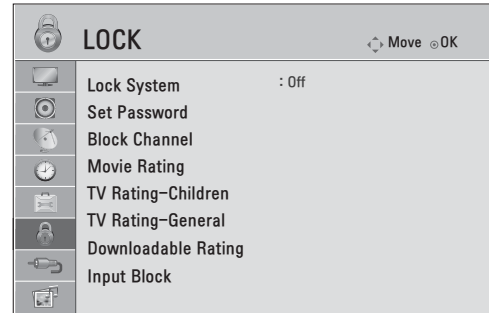 LOCK
Move OK
Lock System : Off
Set Password
Block Channel
Movie Rating
TV Rating-Children
TV Rating-General
Downloadable Rating
Input Block